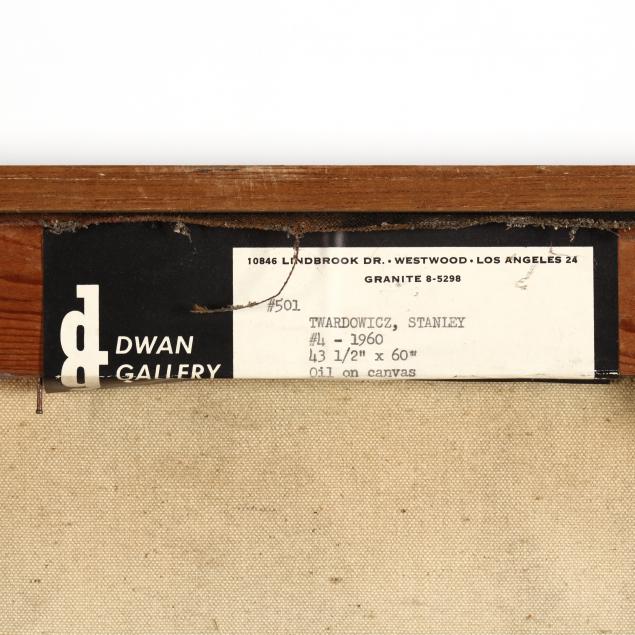 10846 LINDBROOK DR. • WESTWOOD • LOS ANGELES 24
GRANITE 8-5298
#501
TWARDOWICZ, STANLEY
#4 - 1960
43 1/2" x 60"
Oil on canvas
d
DWAN
GALLERY